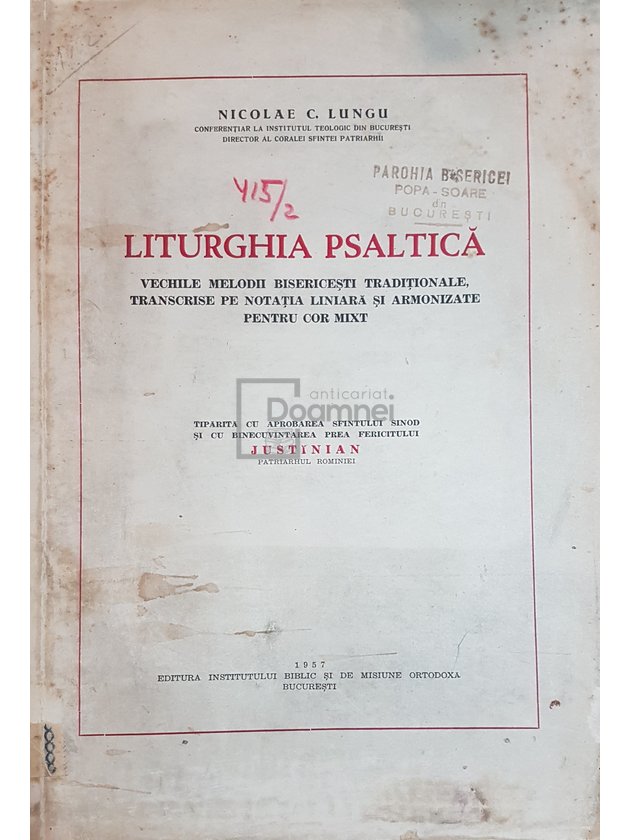 NICOLAE C. LUNGU
CONFERENȚIAR LA INSTITUTUL TEOLOGIC DIN BUCUREȘTI
DIRECTOR AL CORALEI SFINTEI PATRIARHII
415/2
PAROHIA BISERICEI
POPA-SOARE
din
BUCUREȘTI
LITURGHIA PSALTICĂ
VECHILE MELODII BISERICEȘTI TRADIȚIONALE,
TRANSCRISE PE NOTAȚIA LINIARĂ ȘI ARMONIZATE
PENTRU COR MIXT
anticariat
Doamnei
TIPARITA CU APROBAREA SFINTULUI SINOD
ȘI CU BINECUVINTAREA PREA FERICITULUI
JUSTINIAN
PATRIARHUL ROMINIEI
1957
EDITURA INSTITUTULUI BIBLIC ȘI DE MISIUNE ORTODOXA
BUCUREȘTI